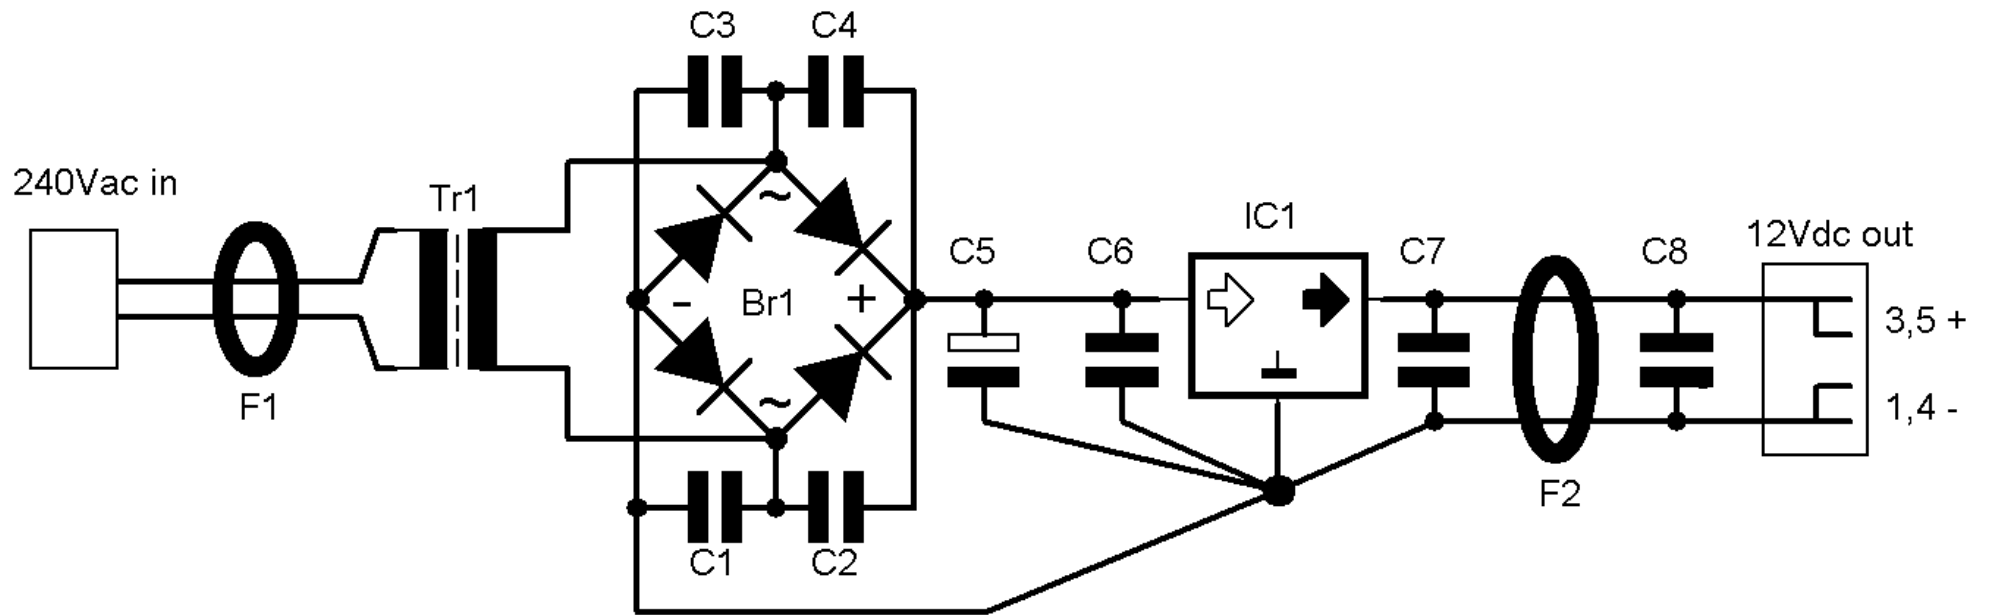 C3
C4
240Vac in
Tr1
F1
~
- Br1 +
~
C1
C2
C5
C6
IC1
C7
F2
C8
12Vdc out
3,5 +
1,4 -